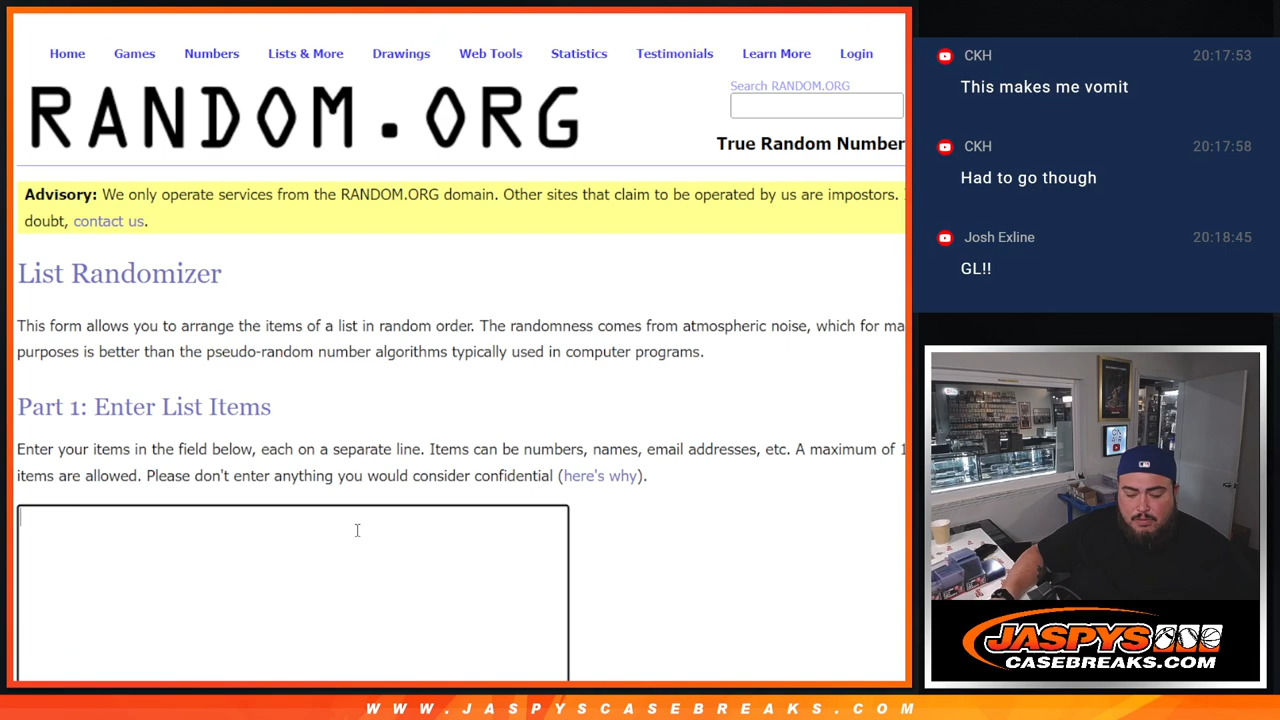 Home Games Numbers Lists & More Drawings Web Tools Statistics Testimonials Learn More Login
RANDOM.ORG
Search RANDOM.ORG
True Random Number
Advisory: We only operate services from the RANDOM.ORG domain. Other sites that claim to be operated by us are impostors.
doubt, contact us.
List Randomizer
This form allows you to arrange the items of a list in random order. The randomness comes from atmospheric noise, which for ma
purposes is better than the pseudo-random number algorithms typically used in computer programs.
Part 1: Enter List Items
Enter your items in the field below, each on a separate line. Items can be numbers, names, email addresses, etc. A maximum of 1
items are allowed. Please don't enter anything you would consider confidential (here's why).
CKH 20:17:53
This makes me vomit
CKH 20:17:58
Had to go though
Josh Exline 20:18:45
GL!!
JASPYS
CASEBREAKS.COM
WWW.JASPYSCASEBREAKS.COM